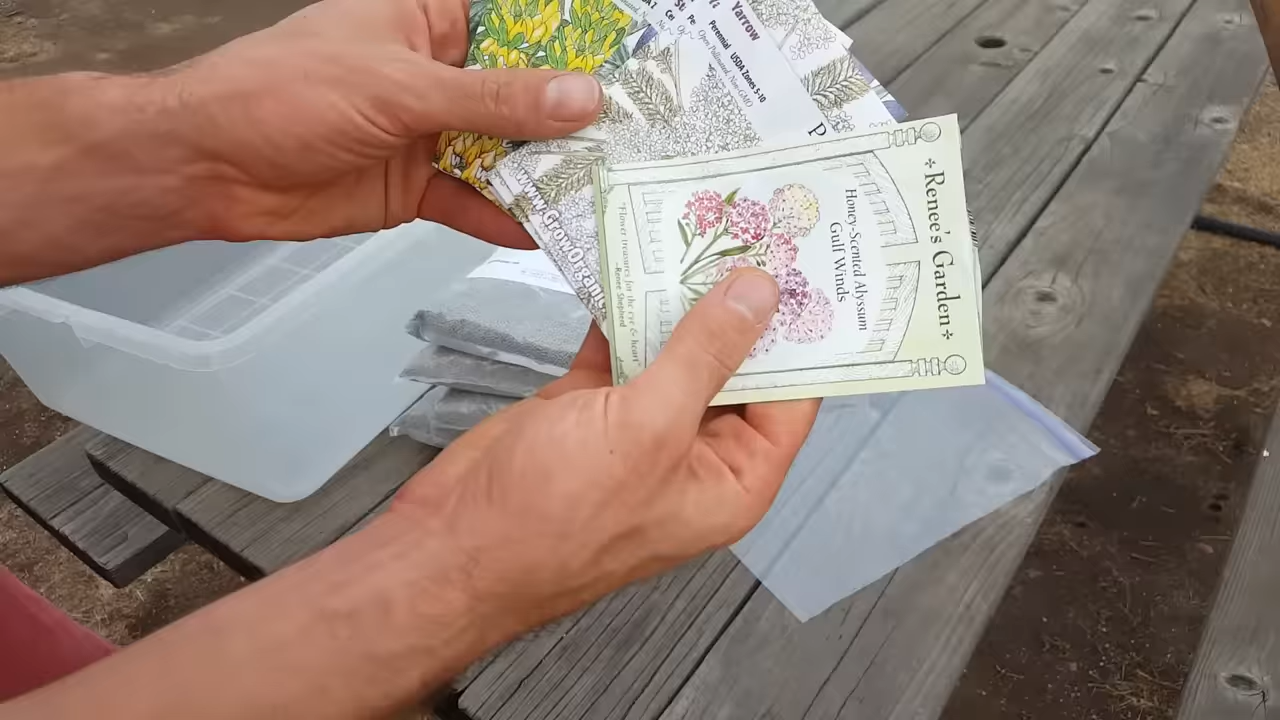 Yarrow
Perennial USDA Zones 5-10
Open Pollinated, Non-GMO
P
www.GrowOrganic
Renee's Garden
Honey-Scented Alyssum
Gulf Winds
"Flower treasures for the eye & heart"
–Renee Shepherd